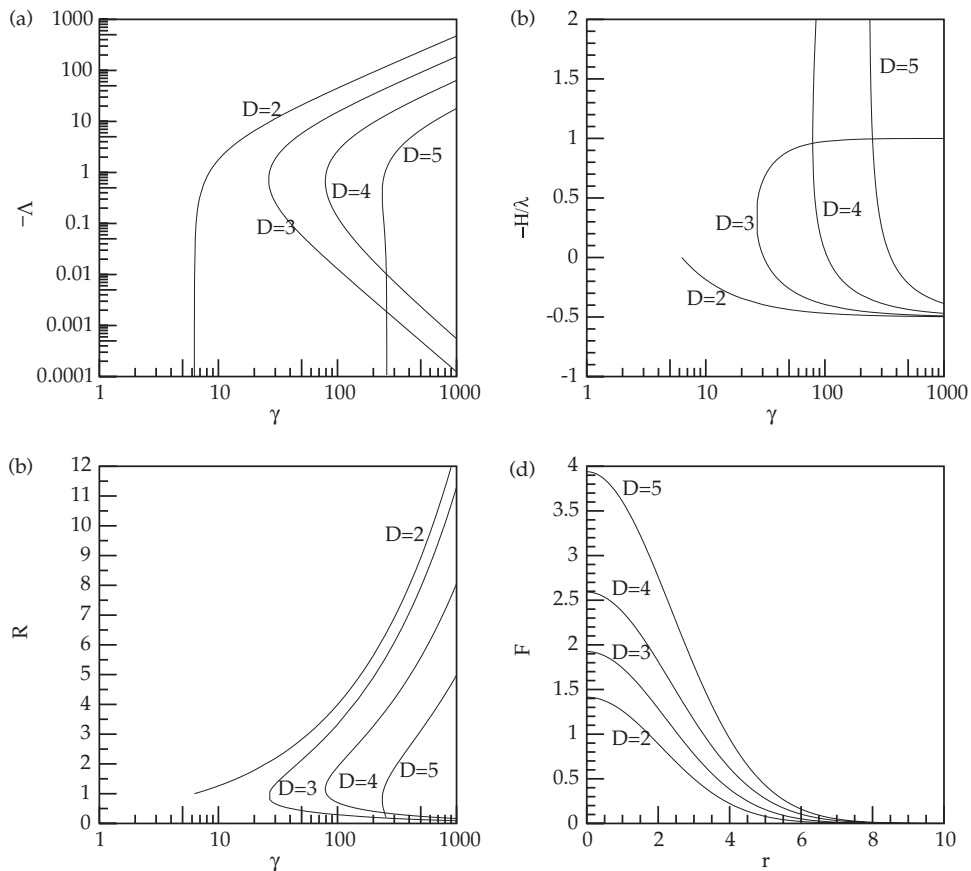 (a)
1000
100
10
1
0.1
0.01
0.001
0.0001
−Λ
D=2
D=5
D=4
D=3
1
10
100
1000
γ
(b)
2
1.5
1
0.5
0
-0.5
-1
−H/λ
D=5
D=3
D=4
D=2
1
10
100
1000
γ
(b)
12
11
10
9
8
7
6
5
4
3
2
1
0
R
D=2
D=3
D=4
D=5
1
10
100
1000
γ
(d)
4
3.5
3
2.5
2
1.5
1
0.5
0
F
D=5
D=4
D=3
D=2
0
2
4
6
8
10
r